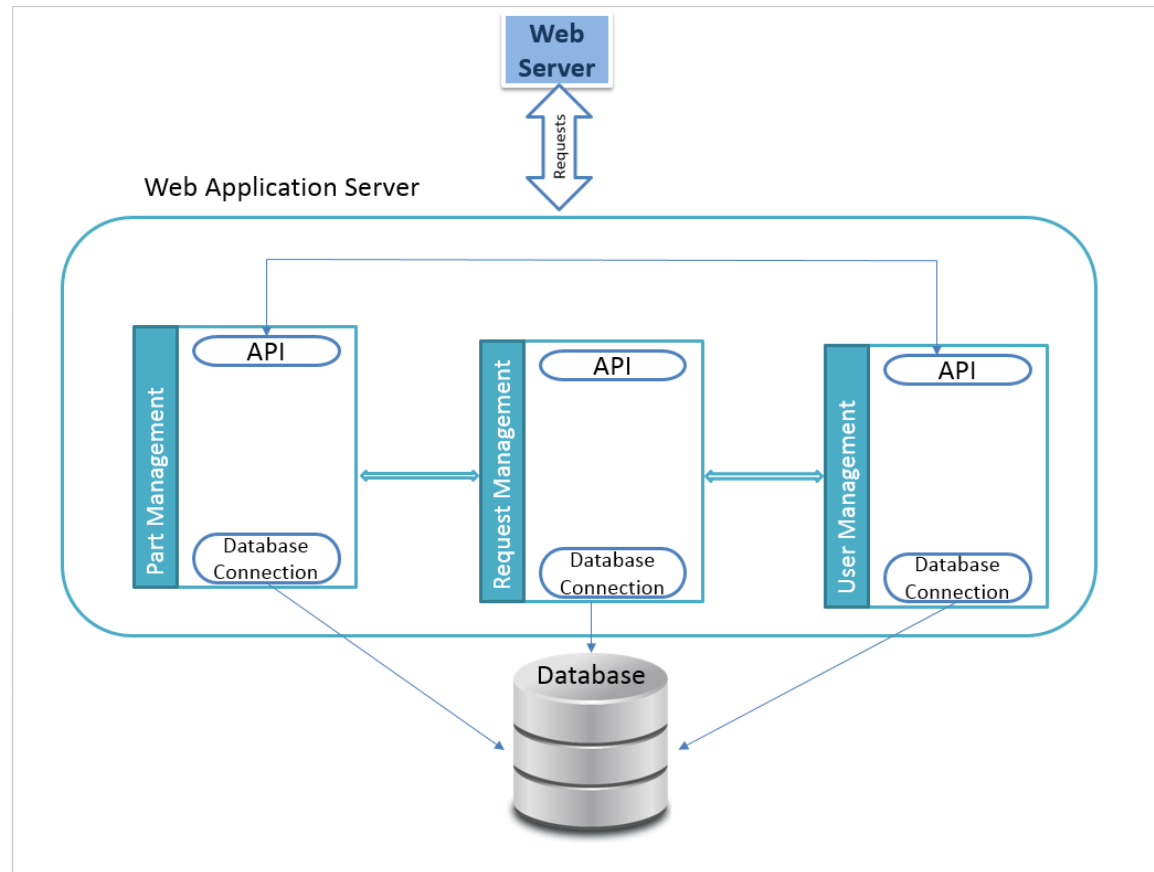 Web
Server
Requests
Web Application Server
Part Management
API
Database
Connection
Request Management
API
Database
Connection
User Management
API
Database
Connection
Database